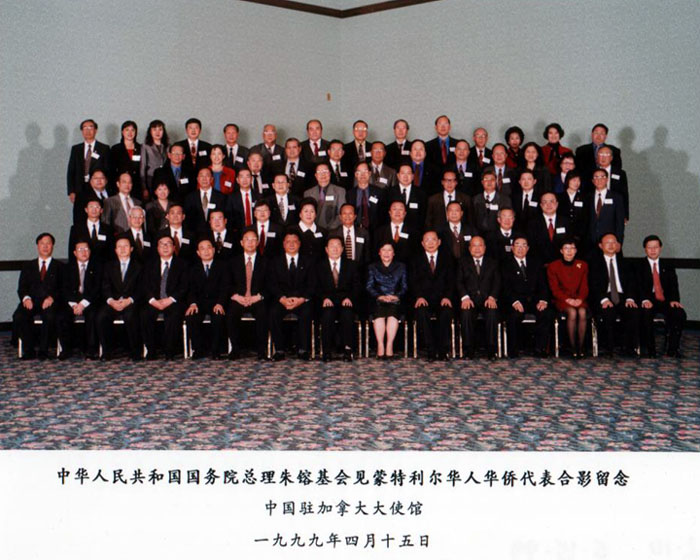 中华人民共和国国务院总理朱镕基会见蒙特利尔华人华侨代表合影留念
中国驻加拿大大使馆
一九九九年四月十五日